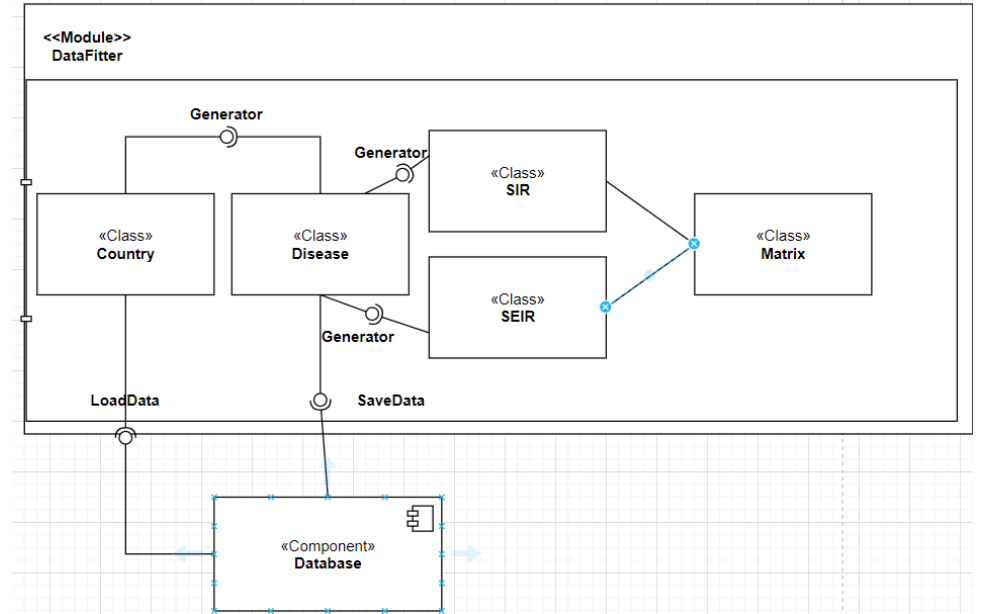 <<Module>>
DataFitter
Generator
Generator
«Class»
SIR
«Class»
Country
«Class»
Disease
«Class»
Matrix
«Class»
SEIR
Generator
LoadData
SaveData
«Component»
Database